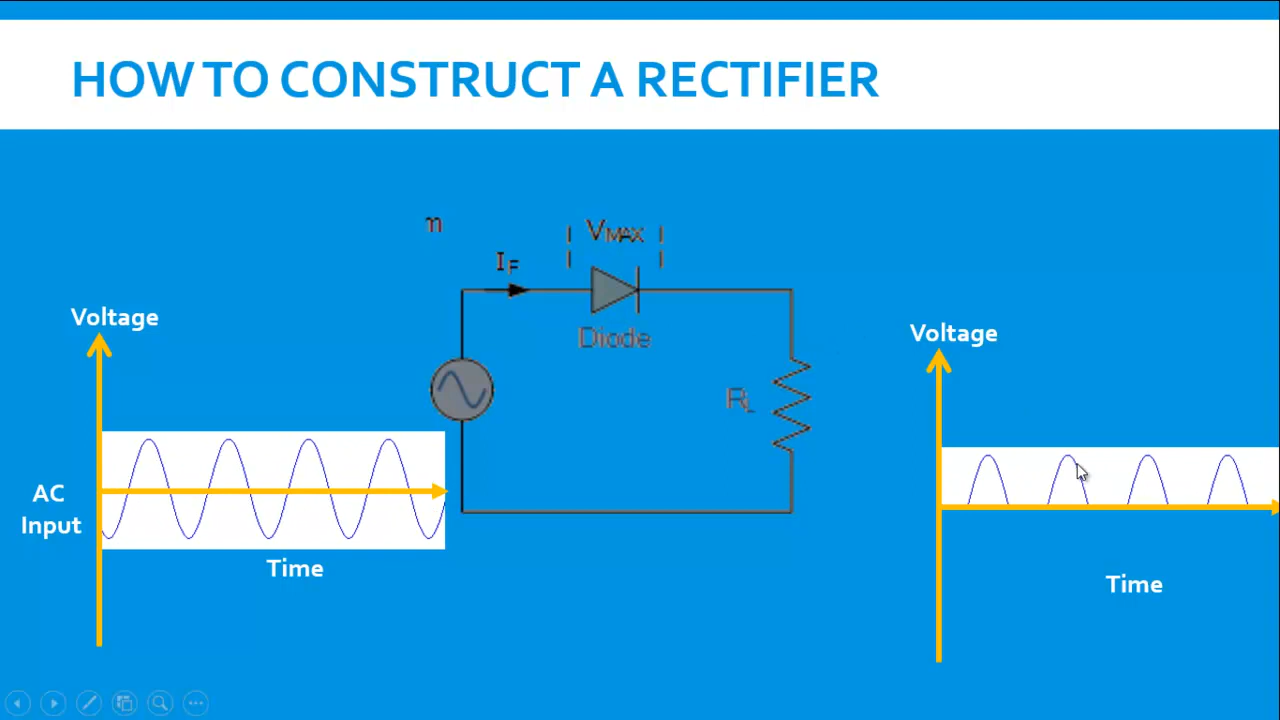 HOW TO CONSTRUCT A RECTIFIER
n
VMAX
IF
Diode
RL
Voltage
AC
Input
Time
Voltage
Time